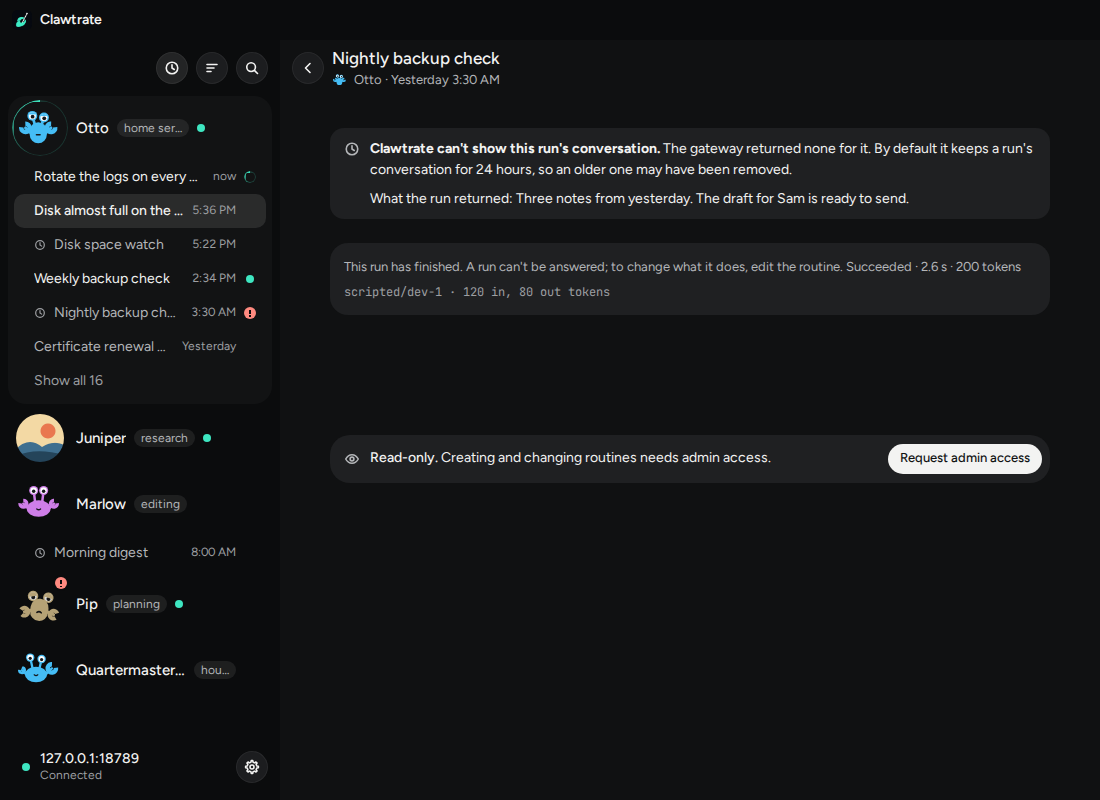 Clawtrate
Otto
home ser...
Rotate the logs on every ...
now
Disk almost full on the ...
5:36 PM
Disk space watch
5:22 PM
Weekly backup check
2:34 PM
Nightly backup ch...
3:30 AM
Certificate renewal ...
Yesterday
Show all 16
Juniper
research
Marlow
editing
Morning digest
8:00 AM
Pip
planning
Quartermaster...
hou...
127.0.0.1:18789
Connected
Nightly backup check
Otto · Yesterday 3:30 AM
Clawtrate can't show this run's conversation. The gateway returned none for it. By default it keeps a run's
conversation for 24 hours, so an older one may have been removed.
What the run returned: Three notes from yesterday. The draft for Sam is ready to send.
This run has finished. A run can't be answered; to change what it does, edit the routine. Succeeded · 2.6 s · 200 tokens
scripted/dev-1 · 120 in, 80 out tokens
Read-only. Creating and changing routines needs admin access.
Request admin access